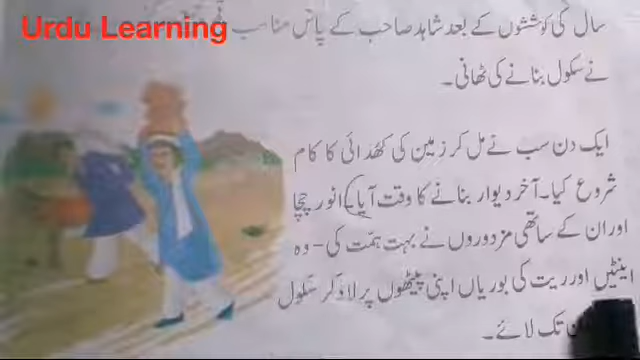 Urdu Learning
سال کی کوششوں کے بعد شاہد صاحب کے پاس مناسب
نے سکول بنانے کی ٹھانی۔
ایک دن سب نے مل کر زمین کی کھدائی کا کام
شروع کیا۔ آخر دیوار بنانے کا وقت آیا انور چچا
اور ان کے ساتھی مزدوروں نے بہت ہمّت کی - وہ
اینٹیں اور ریت کی بوریاں اپنی پیٹھوں پر لاد کر سکول
تک لائے۔